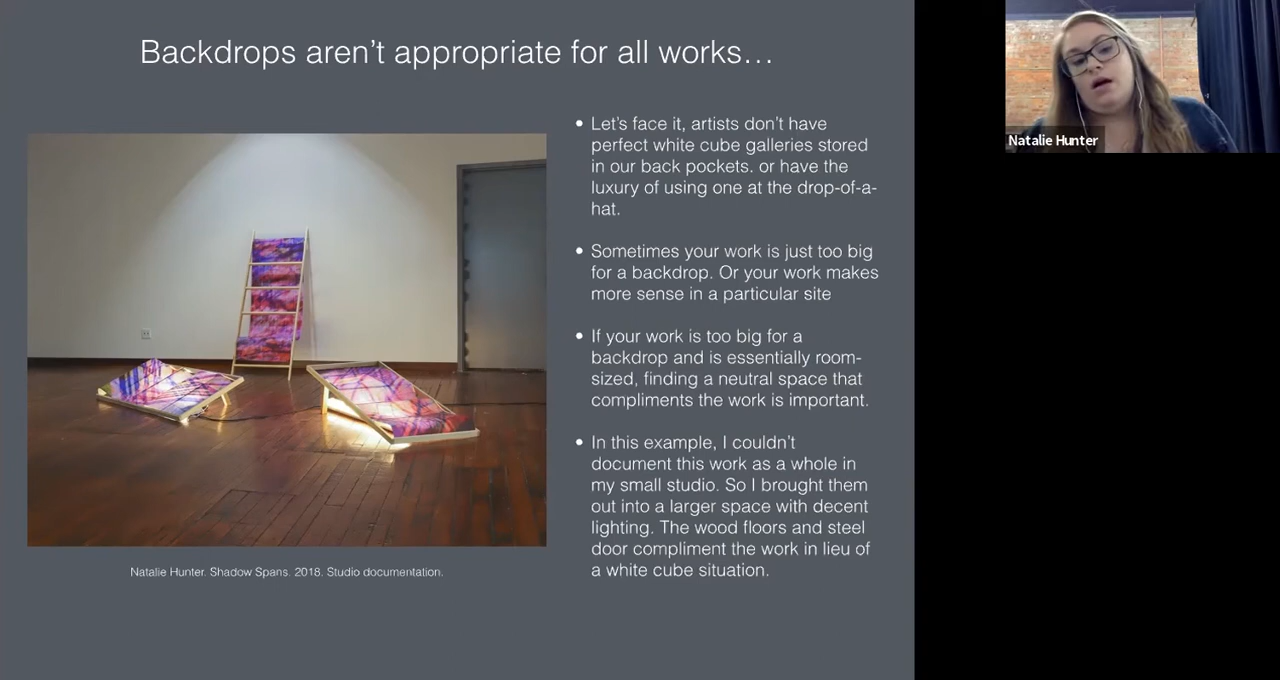 Backdrops aren't appropriate for all works…
• Let's face it, artists don't have
perfect white cube galleries stored
in our back pockets. or have the
luxury of using one at the drop-of-a-
hat.
• Sometimes your work is just too big
for a backdrop. Or your work makes
more sense in a particular site
• If your work is too big for a
backdrop and is essentially room-
sized, finding a neutral space that
compliments the work is important.
• In this example, I couldn't
document this work as a whole in
my small studio. So I brought them
out into a larger space with decent
lighting. The wood floors and steel
door compliment the work in lieu of
a white cube situation.
Natalie Hunter. Shadow Spans. 2018. Studio documentation.
Natalie Hunter